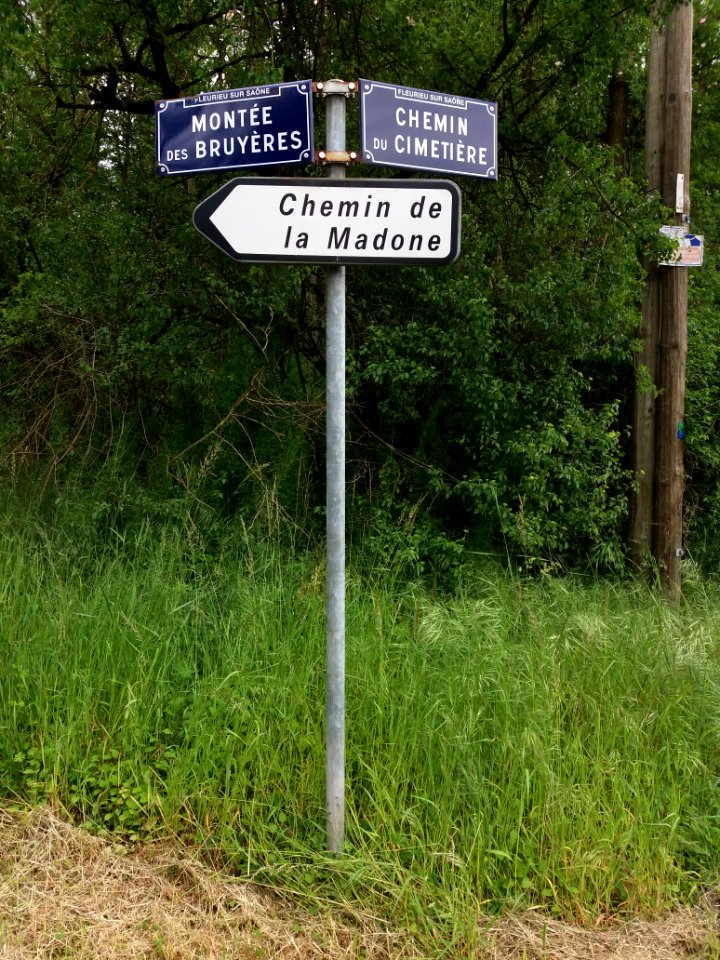 FLEURIEU SUR SAÔNE
MONTÉE
DES BRUYÈRES
FLEURIEU SUR SAÔNE
CHEMIN
DU CIMETIÈRE
Chemin de
la Madone